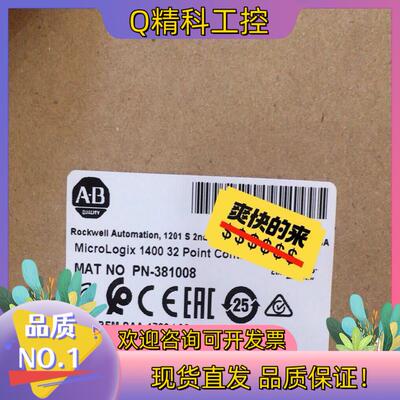 Q精科工控
A-B
QUALITY
爽快的来
$$$$$$
Rockwell Automation, 1201 S 2nd
MicroLogix 1400 32 Point Con
MAT NO PN-381008
CE
EAC
25
品质
NO.1
欢迎咨询可开发票
现货直发 品质保证!